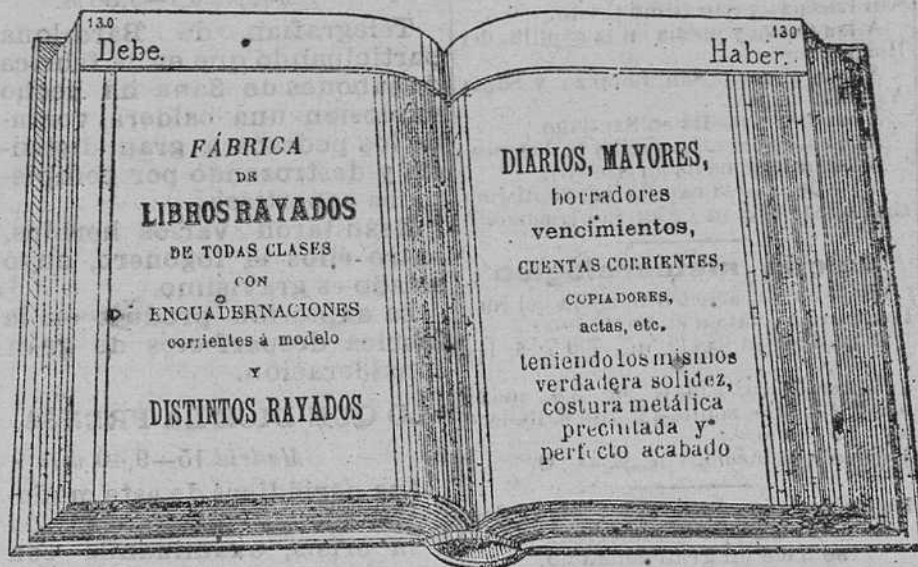 130
Debe.
FÁBRICA
DE
LIBROS RAYADOS
DE TODAS CLASES
CON
ENCUADERNACIONES
corrientes á modelo
Y
DISTINTOS RAYADOS
130
Haber.
DIARIOS, MAYORES,
borradores
vencimientos,
CUENTAS CORRIENTES,
COPIADORES,
actas, etc.
teniendo los mismos
verdadera solidez,
costura metálica
precintada y
perfecto acabado